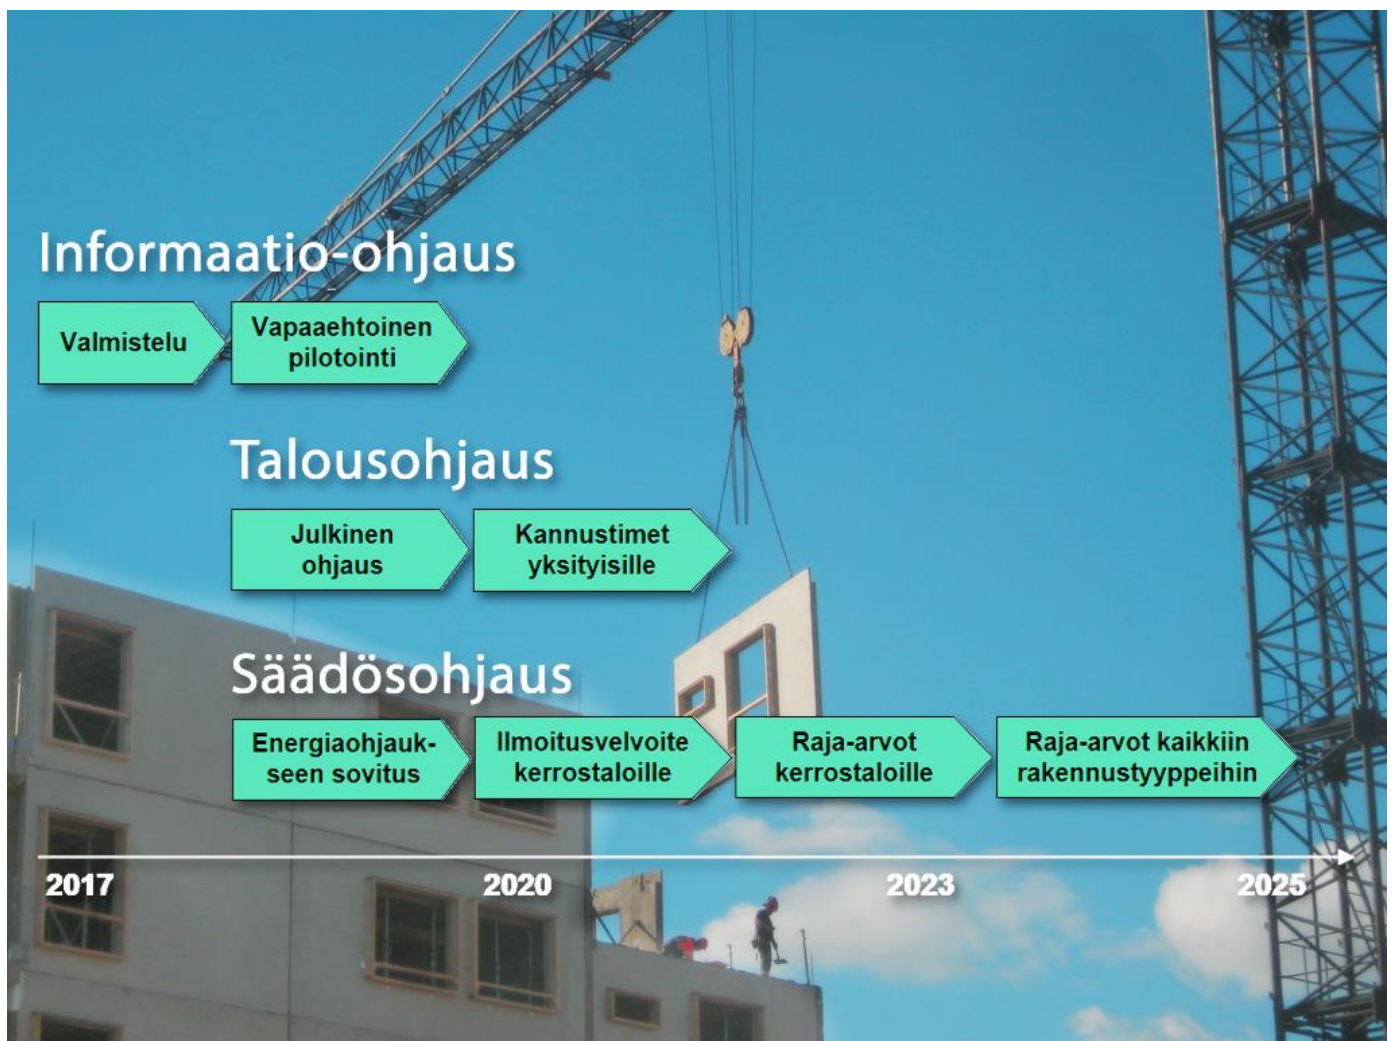 Informaatio-ohjaus
Valmistelu
Vapaaehtoinen
pilotointi
Talousohjaus
Julkinen
ohjaus
Kannustimet
yksityisille
Säädösohjaus
Energiaohjauk-
seen sovitus
Ilmoitusvelvoite
kerrostaloille
Raja-arvot
kerrostaloille
Raja-arvot kaikkiin
rakennustyyppeihin
2017
2020
2023
2025